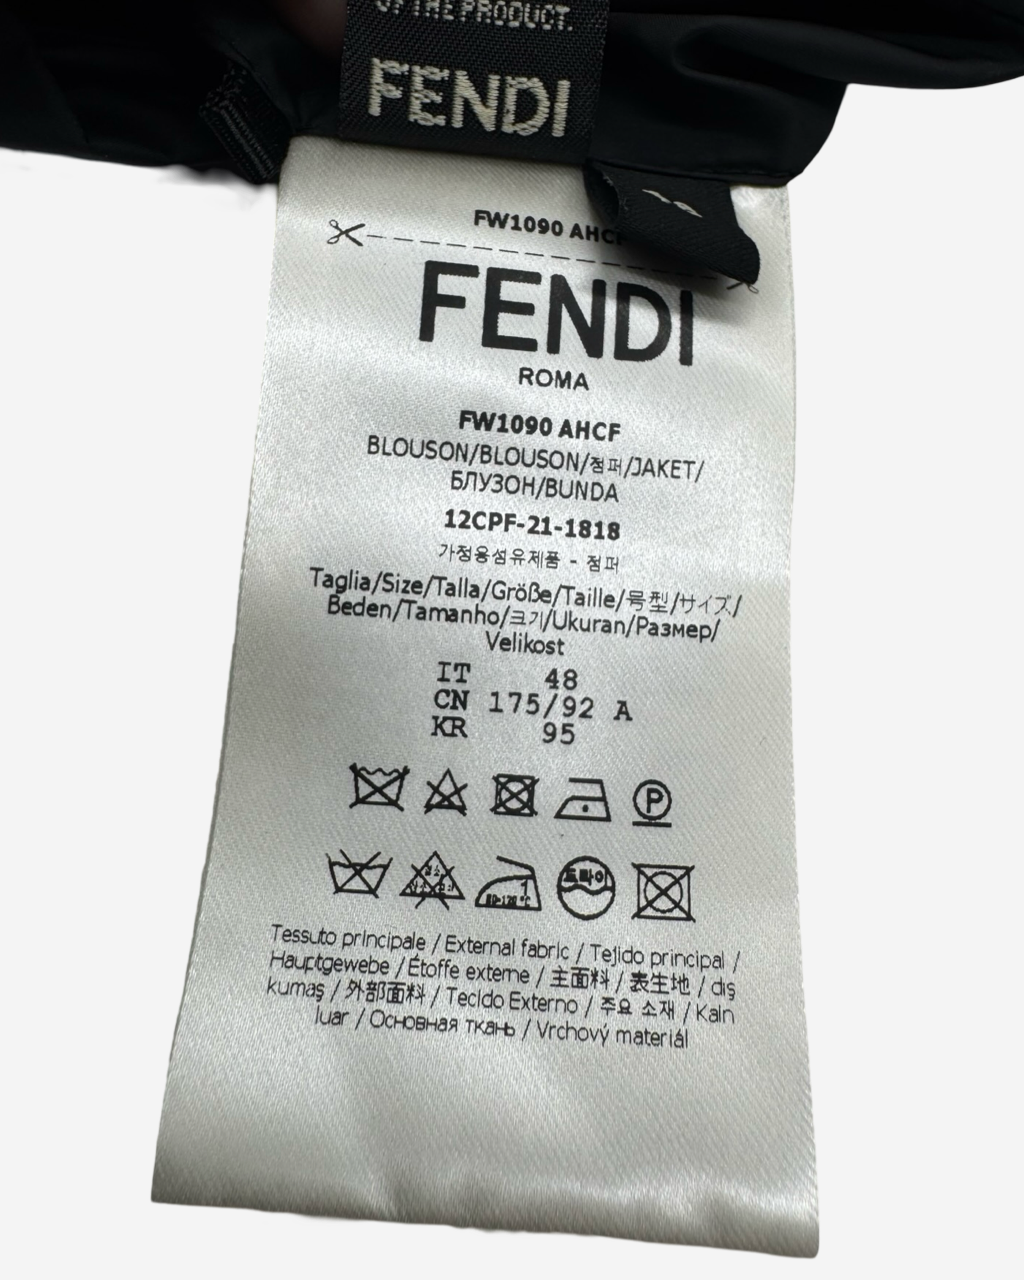 OF THE PRODUCT.
FENDI
FW1090 AHCF
FENDI
ROMA
FW1090 AHCF
BLOUSON/BLOUSON/점퍼/JAKET/
БЛУЗОН/BUNDA
12CPF-21-1818
가정용섬유제품 - 점퍼
Taglia/Size/Talla/Größe/Taille/号型/サイズ/
Beden/Tamanho/크기/Ukuran/Размер/
Velikost
IT 48
CN 175/92 A
KR 95
P
드라이
Tessuto principale / External fabric / Tejido principal /
Hauptgewebe / Étoffe externe / 主面料 / 表生地 / dış
kumaş / 外部面料 / Tecido Externo / 주요 소재 / Kain
luar / Основная ткань / Vrchový materiál